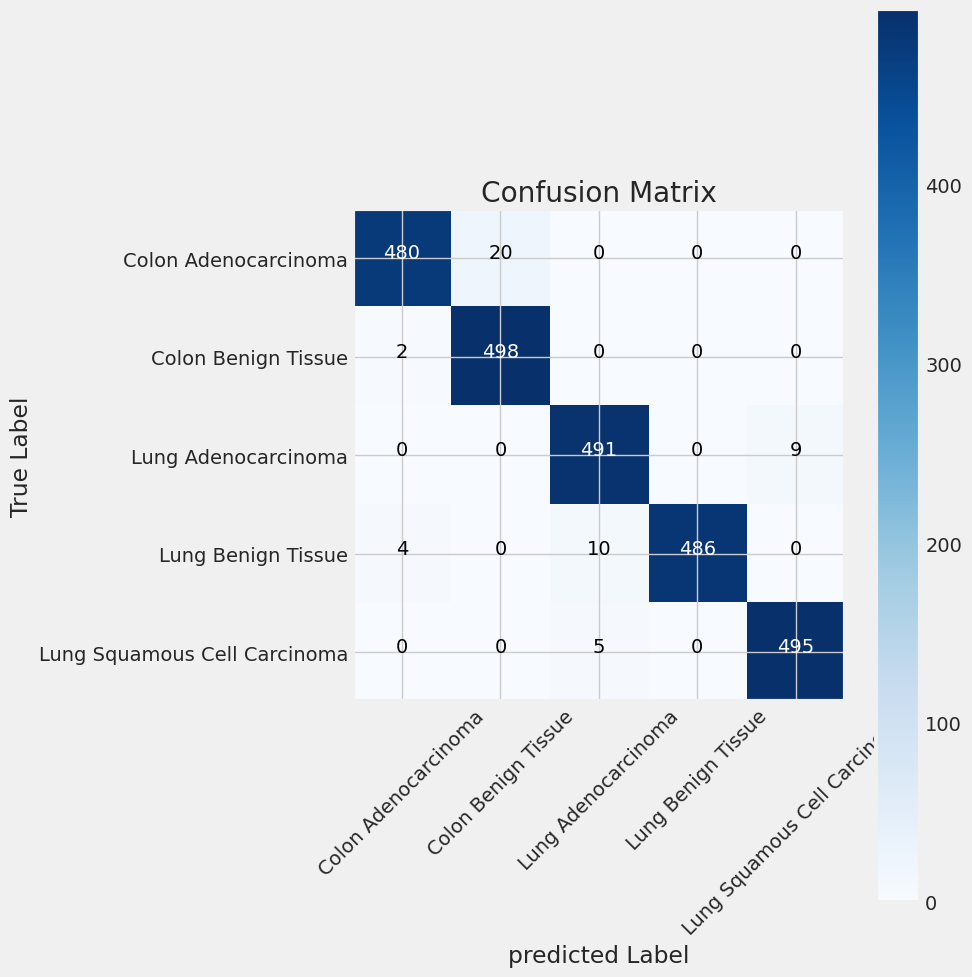 Confusion Matrix
400
Colon Adenocarcinoma 480 20 0 0 0
300
Colon Benign Tissue 2 498 0 0 0
True Label
Lung Adenocarcinoma 0 0 491 0 9
200
Lung Benign Tissue 4 0 10 486 0
Lung Squamous Cell Carcinoma 0 0 5 0 495
100
0
Colon Adenocarcinoma
Colon Benign Tissue
Lung Adenocarcinoma
Lung Benign Tissue
Lung Squamous Cell
predicted Label